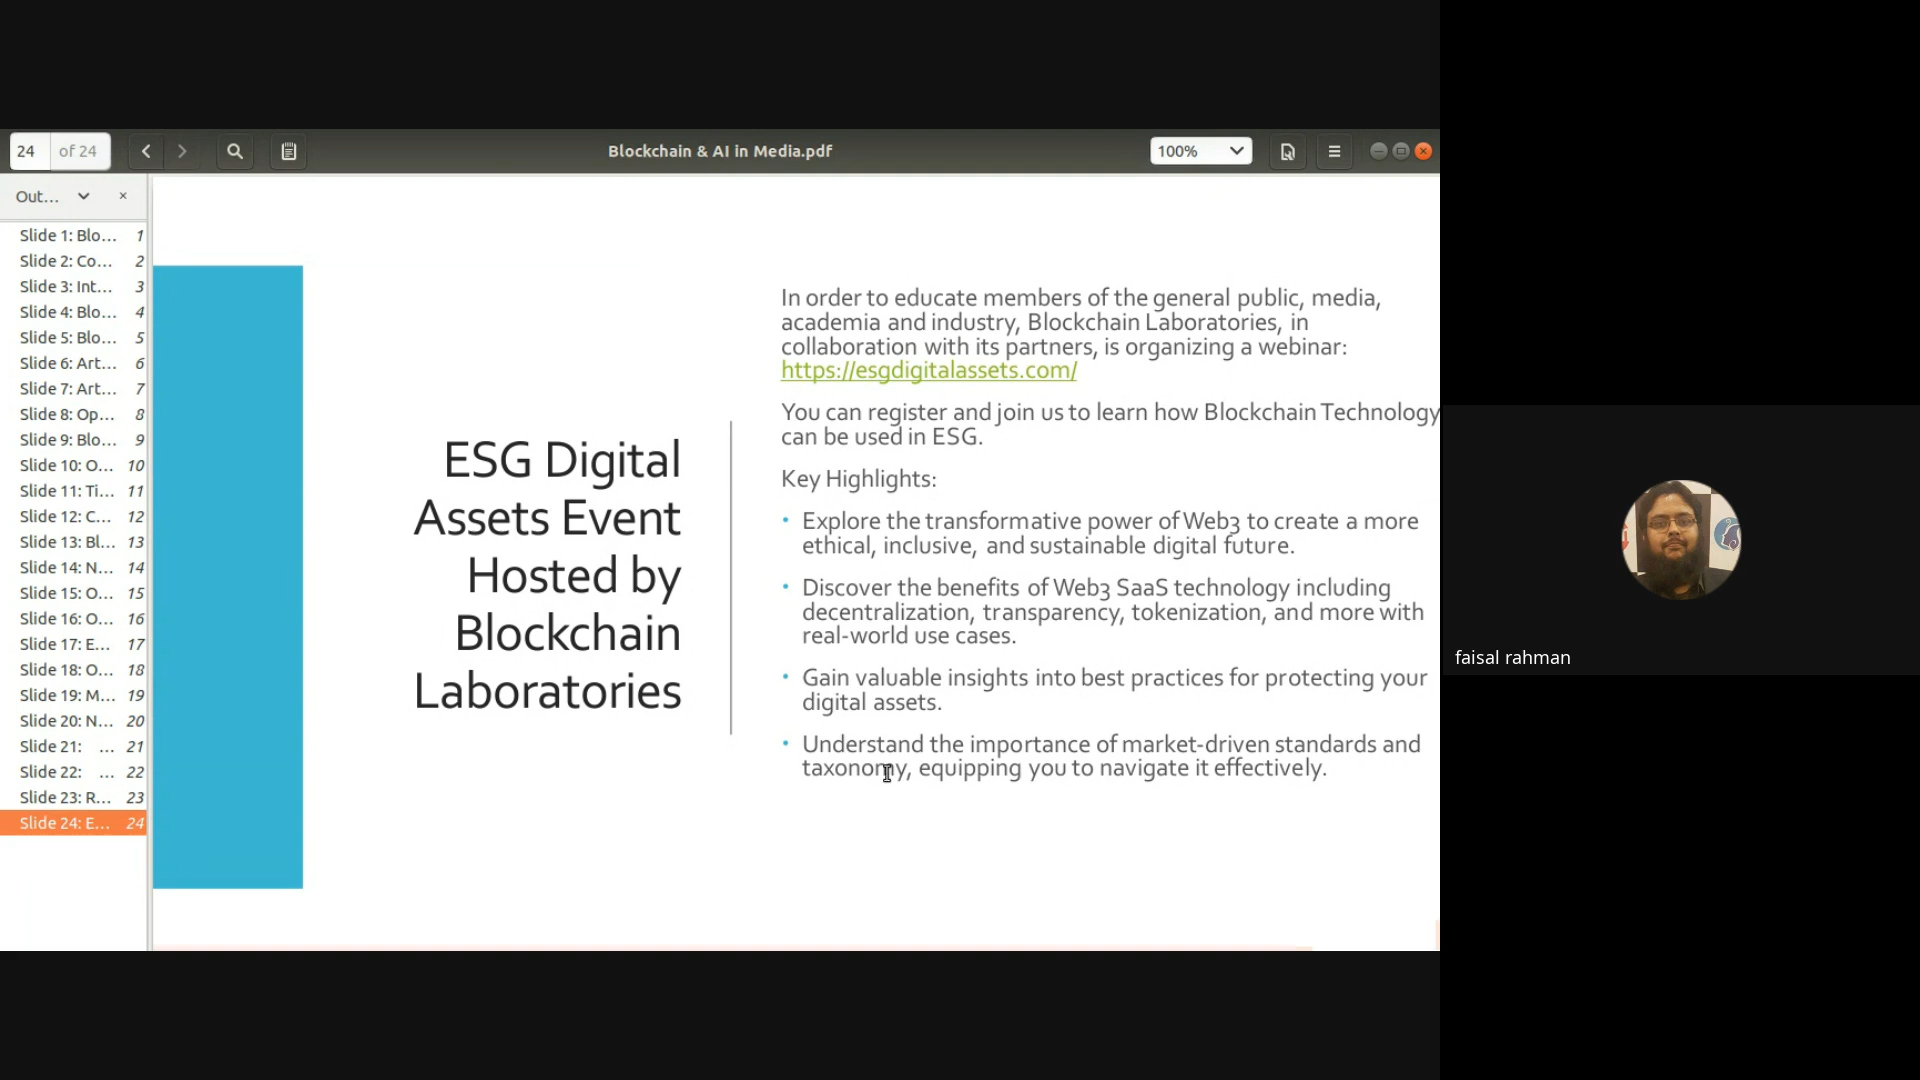 24 of 24
Blockchain & AI in Media.pdf
100%
Out...
Slide 1: Blo... 1
Slide 2: Co... 2
Slide 3: Int... 3
Slide 4: Blo... 4
Slide 5: Blo... 5
Slide 6: Art... 6
Slide 7: Art... 7
Slide 8: Op... 8
Slide 9: Blo... 9
Slide 10: O... 10
Slide 11: Ti... 11
Slide 12: C... 12
Slide 13: Bl... 13
Slide 14: N... 14
Slide 15: O... 15
Slide 16: O... 16
Slide 17: E... 17
Slide 18: O... 18
Slide 19: M... 19
Slide 20: N... 20
Slide 21: ... 21
Slide 22: ... 22
Slide 23: R... 23
Slide 24: E... 24
ESG Digital
Assets Event
Hosted by
Blockchain
Laboratories
In order to educate members of the general public, media,
academia and industry, Blockchain Laboratories, in
collaboration with its partners, is organizing a webinar:
https://esgdigitalassets.com/
You can register and join us to learn how Blockchain Technology
can be used in ESG.
Key Highlights:
• Explore the transformative power of Web3 to create a more
ethical, inclusive, and sustainable digital future.
• Discover the benefits of Web3 SaaS technology including
decentralization, transparency, tokenization, and more with
real-world use cases.
• Gain valuable insights into best practices for protecting your
digital assets.
• Understand the importance of market-driven standards and
taxonomy, equipping you to navigate it effectively.
faisal rahman